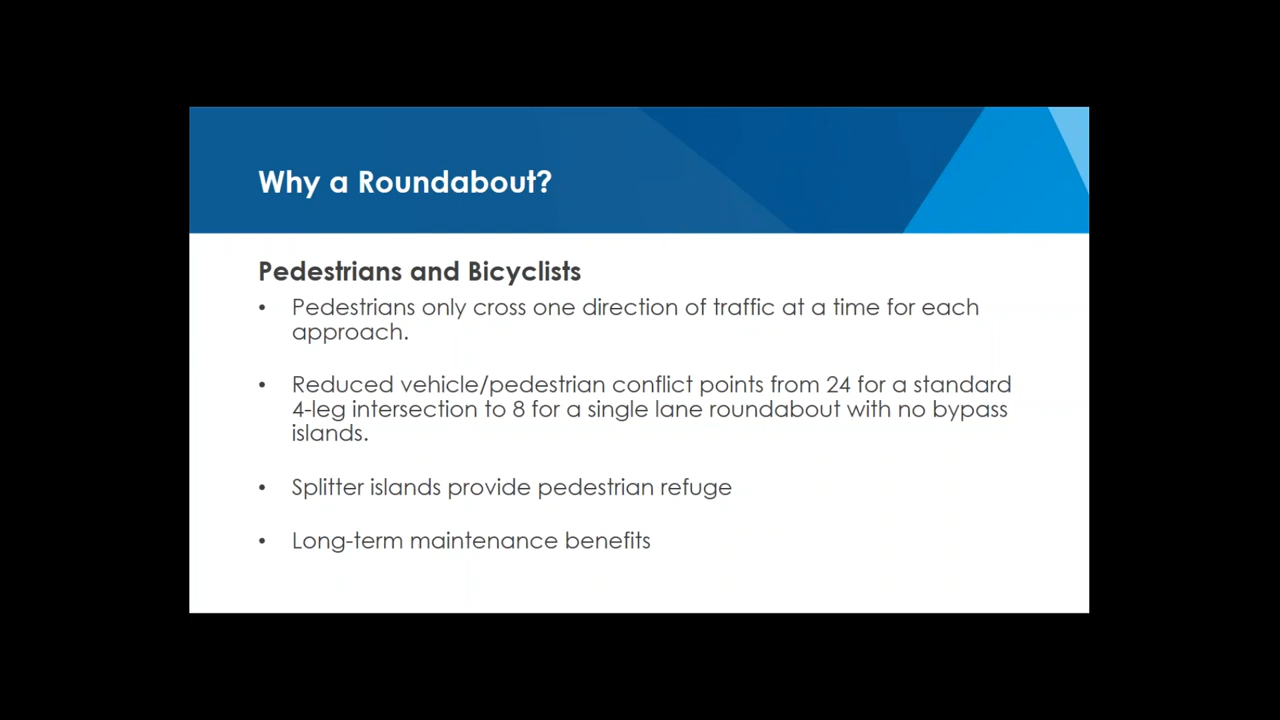 Why a Roundabout?
Pedestrians and Bicyclists
• Pedestrians only cross one direction of traffic at a time for each
approach.
• Reduced vehicle/pedestrian conflict points from 24 for a standard
4-leg intersection to 8 for a single lane roundabout with no bypass
islands.
• Splitter islands provide pedestrian refuge
• Long-term maintenance benefits